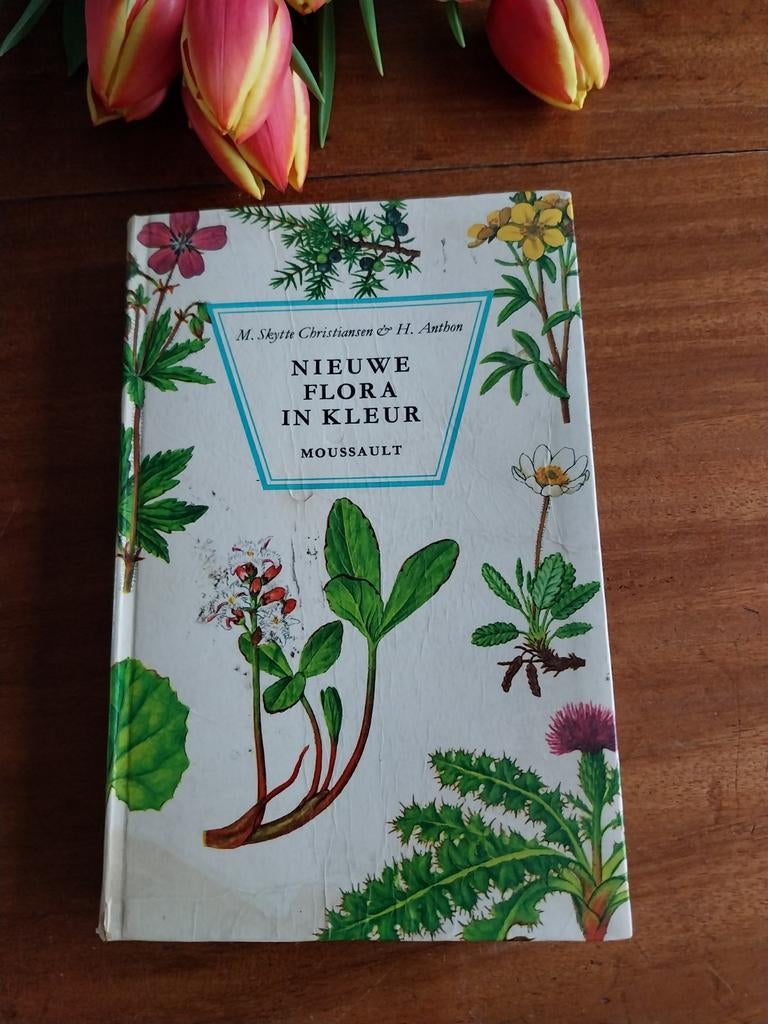 M. Skytte Christiansen & H. Anthon
NIEUWE
FLORA
IN KLEUR
MOUSSAULT